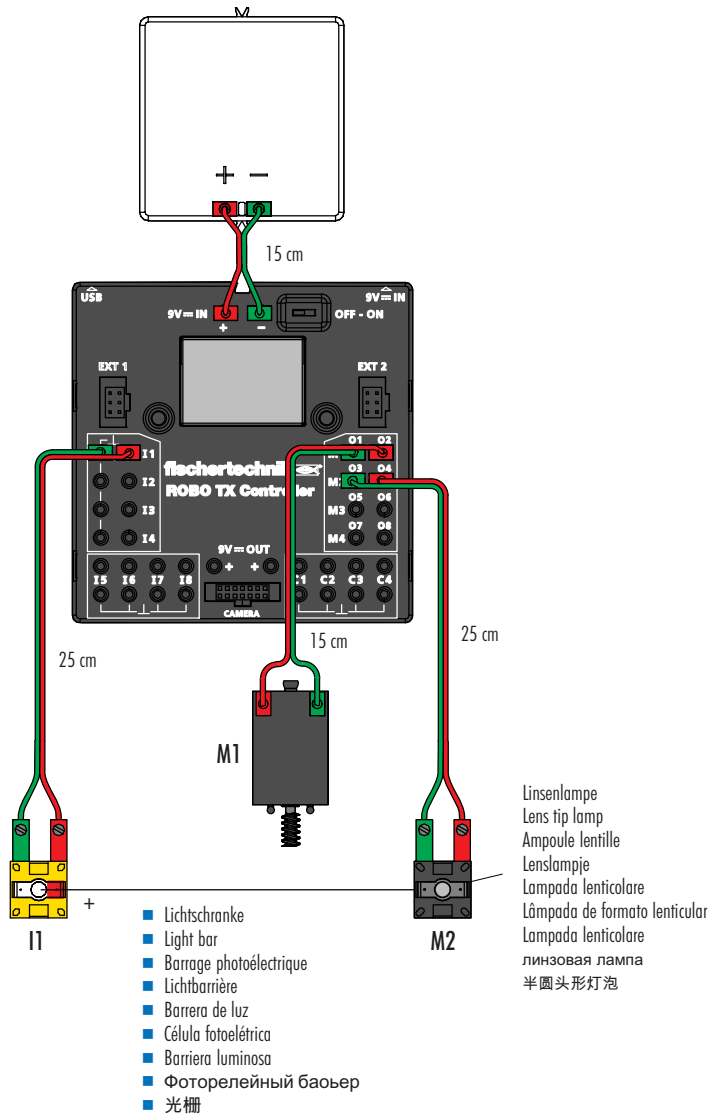 + −
15 cm
USB
9V IN
9V IN
+ −
OFF - ON
EXT 1
EXT 2
I1
O1 O2
I2
O3 O4
I3
O5 O6
M3
I4
O7 O8
M4
fischertechnik
ROBO TX Controller
9V OUT
+ +
I5 I6 I7 I8
C1 C2 C3 C4
CAMERA
25 cm
15 cm
25 cm
M1
Linsenlampe
Lens tip lamp
Ampoule lentille
Lenslampje
Lampada lenticolare
Lâmpada de formato lenticular
Lampada lenticolare
линзовая лампа
半圆头形灯泡
+
I1
M2
Lichtschranke
Light bar
Barrage photoélectrique
Lichtbarrière
Barrera de luz
Célula fotoelétrica
Barriera luminosa
Фоторелейный баоьер
光栅